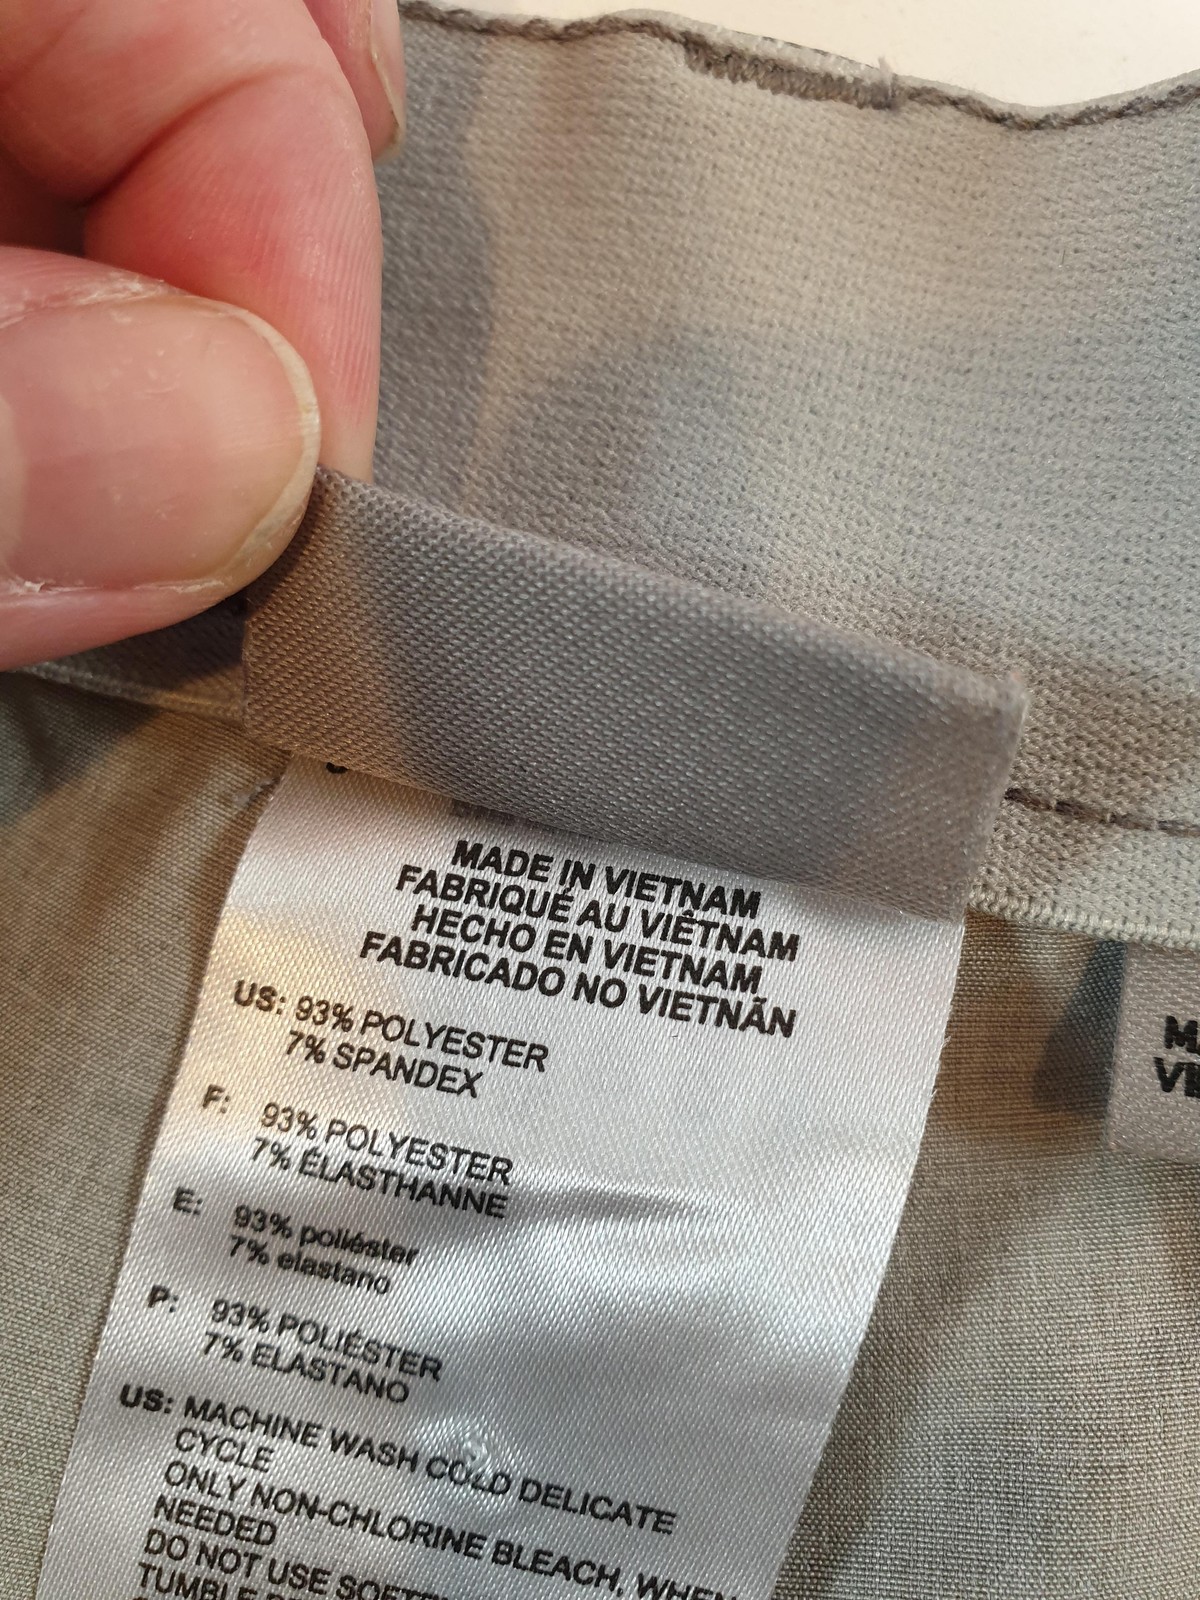 MADE IN VIETNAM
FABRIQUÉ AU VIÊTNAM
HECHO EN VIETNAM
FABRICADO NO VIETNÃN
US: 93% POLYESTER
7% SPANDEX
F: 93% POLYESTER
7% ÉLASTHANNE
E: 93% poliéster
7% elastano
P: 93% POLIÉSTER
7% ELASTANO
US: MACHINE WASH COLD DELICATE
CYCLE
ONLY NON-CHLORINE BLEACH, WHEN
NEEDED
DO NOT USE
TUMBLE